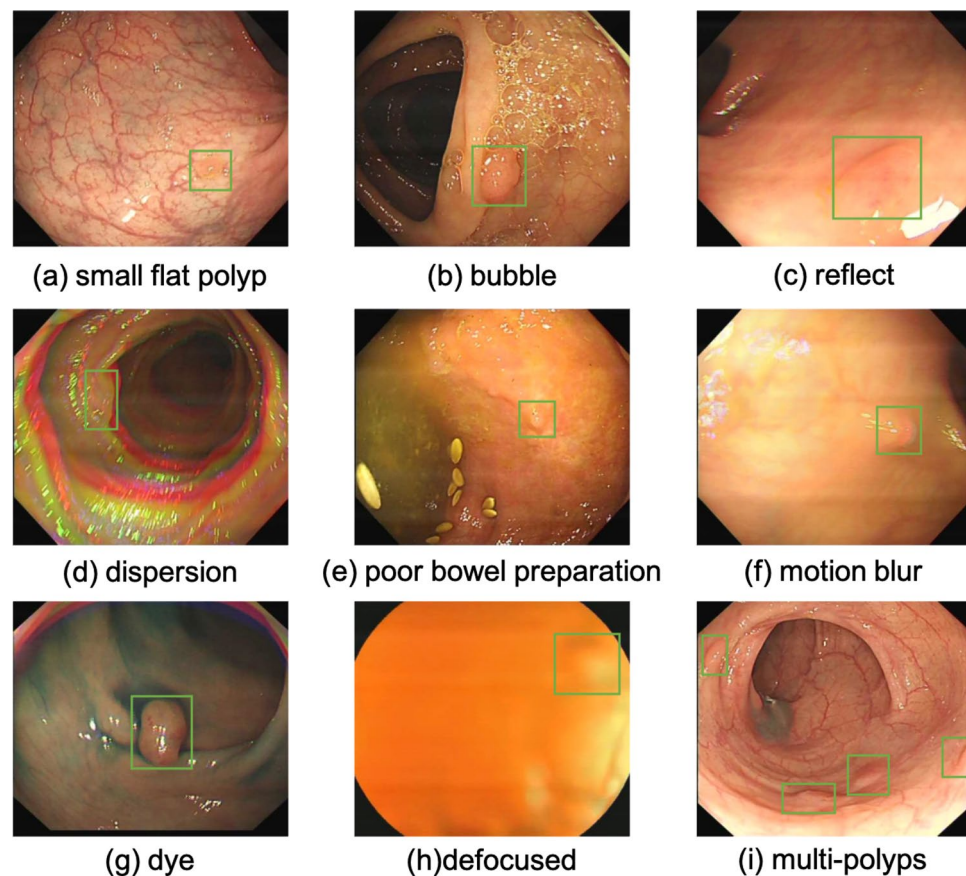 (a) small flat polyp
(b) bubble
(c) reflect
(d) dispersion
(e) poor bowel preparation
(f) motion blur
(g) dye
(h)defocused
(i) multi-polyps